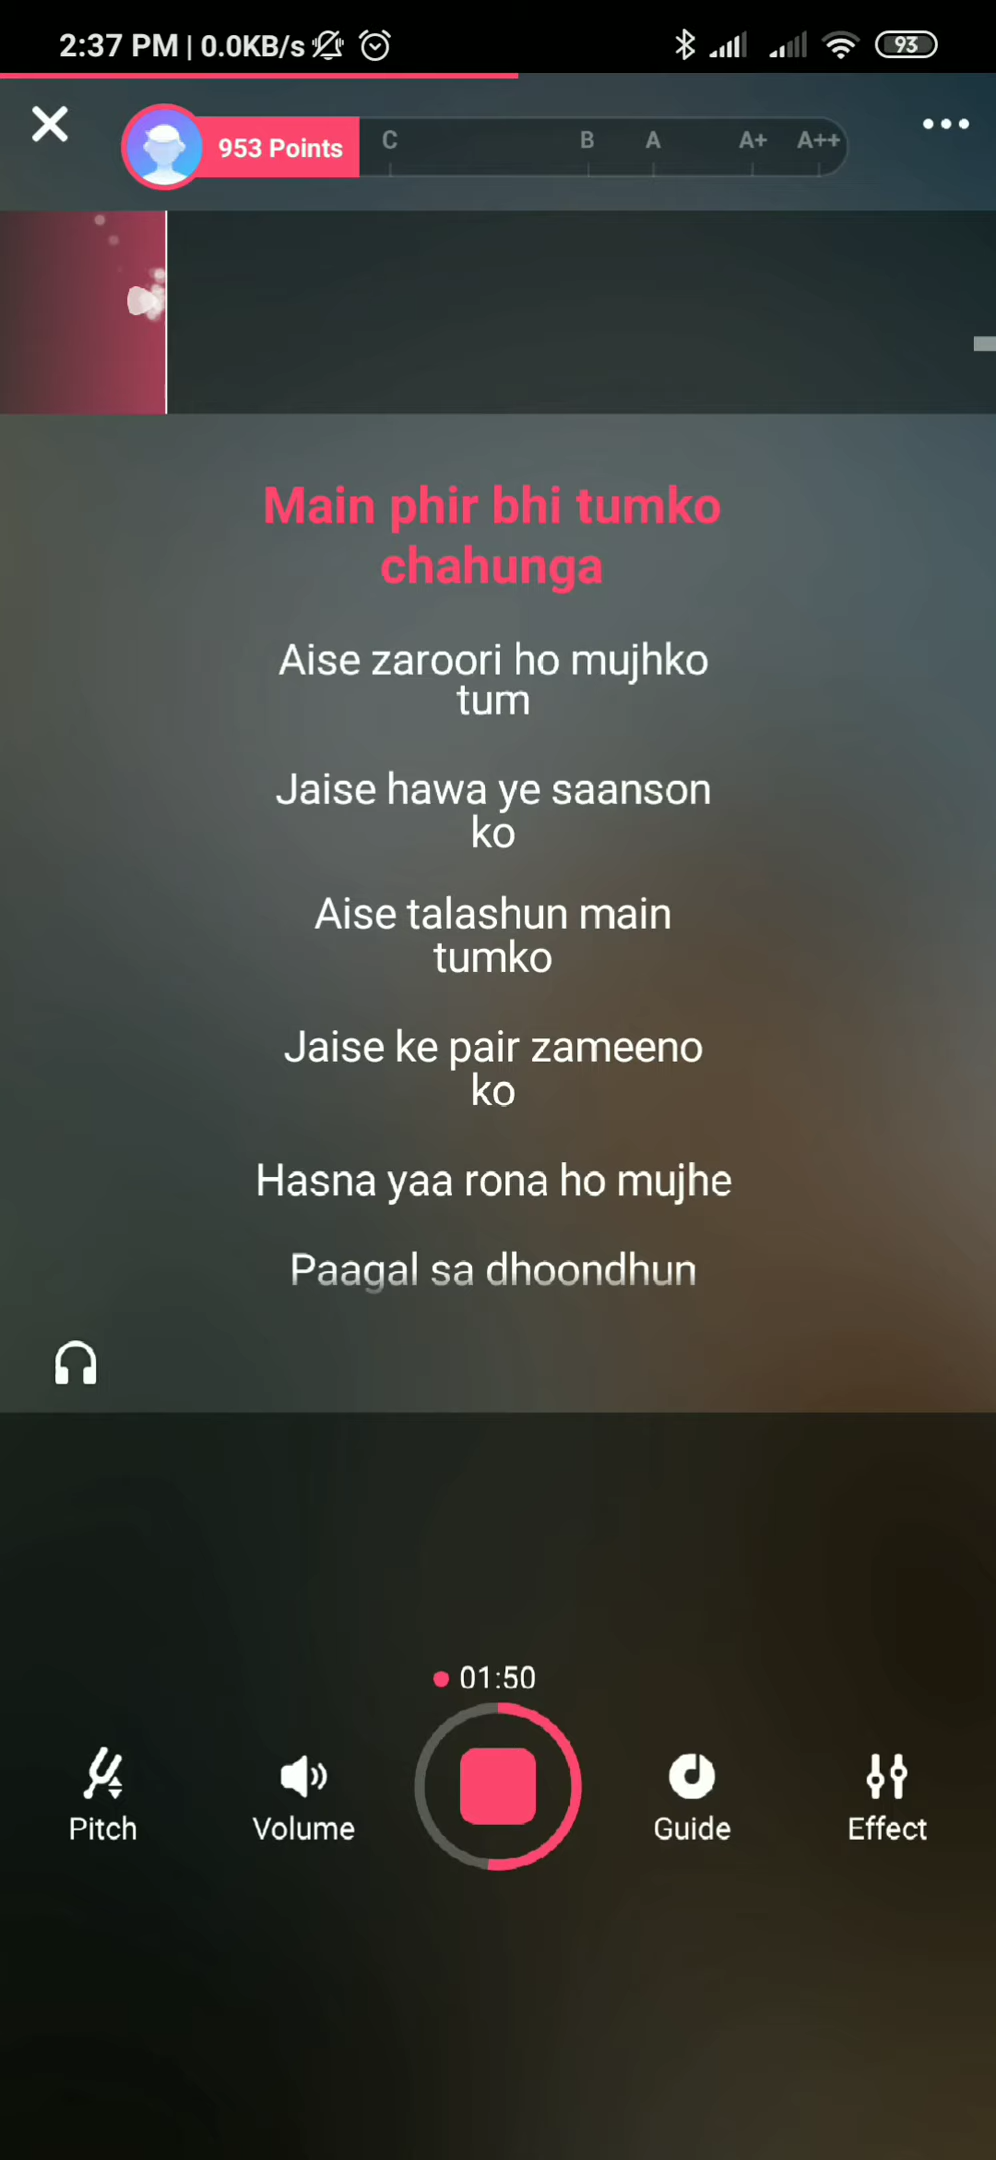 2:37 PM | 0.0KB/s 93
953 Points C B A A+ A++
Main phir bhi tumko
chahunga
Aise zaroori ho mujhko
tum
Jaise hawa ye saanson
ko
Aise talashun main
tumko
Jaise ke pair zameeno
ko
Hasna yaa rona ho mujhe
Paagal sa dhoondhun
01:50
Pitch Volume Guide Effect